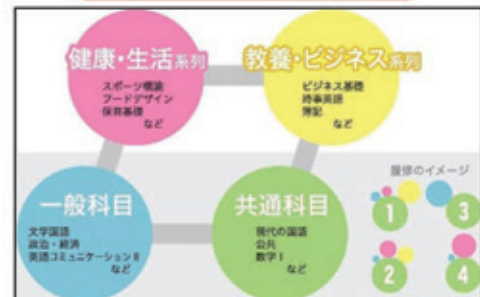 健康・生活系列
スポーツ概論
フードデザイン
保育基礎
など
教養・ビジネス系列
ビジネス基礎
時事英語
簿記
など
一般科目
文学国語
政治・経済
英語コミュニケーションⅡ
など
共通科目
現代の国語
公共
数学Ⅰ
など
履修のイメージ
1
3
2
4